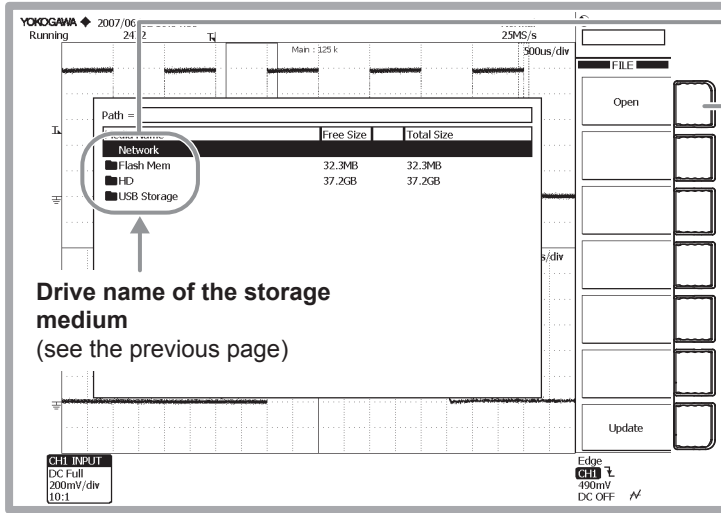 YOKOGAWA ◆ 2007/06
Running
25MS/s
Main : 125 k
500us/div
FILE
Open
Path =
Free Size
Total Size
Network
Flash Mem 32.3MB 32.3MB
HD 37.2GB 37.2GB
USB Storage
s/div
Drive name of the storage
medium
(see the previous page)
Update
CH1 INPUT
DC Full
200mV/div
10:1
Edge
CH1
490mV
DC OFF